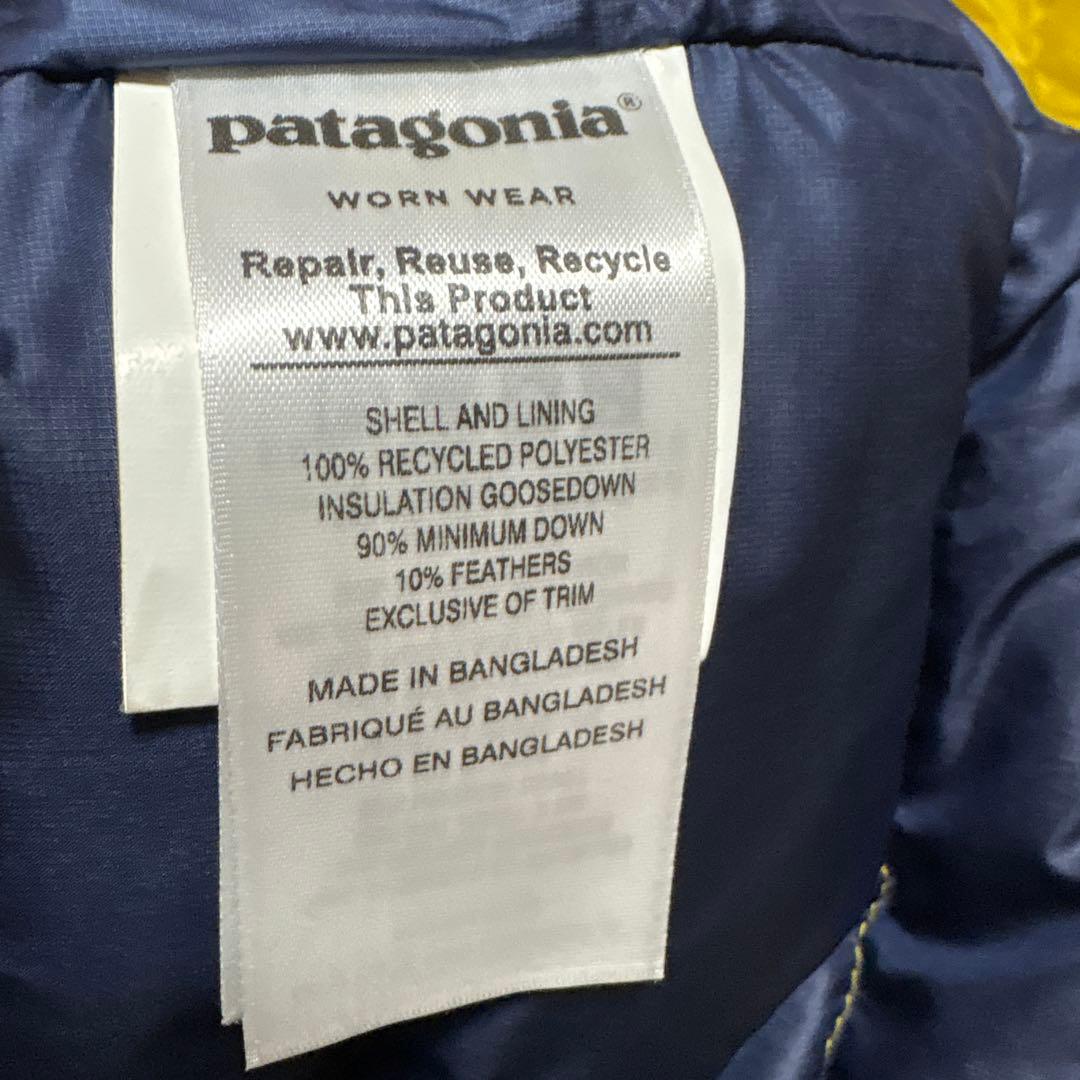 patagonia®
WORN WEAR
Repair, Reuse, Recycle
This Product
www.patagonia.com
SHELL AND LINING
100% RECYCLED POLYESTER
INSULATION GOOSEDOWN
90% MINIMUM DOWN
10% FEATHERS
EXCLUSIVE OF TRIM
MADE IN BANGLADESH
FABRIQUÉ AU BANGLADESH
HECHO EN BANGLADESH